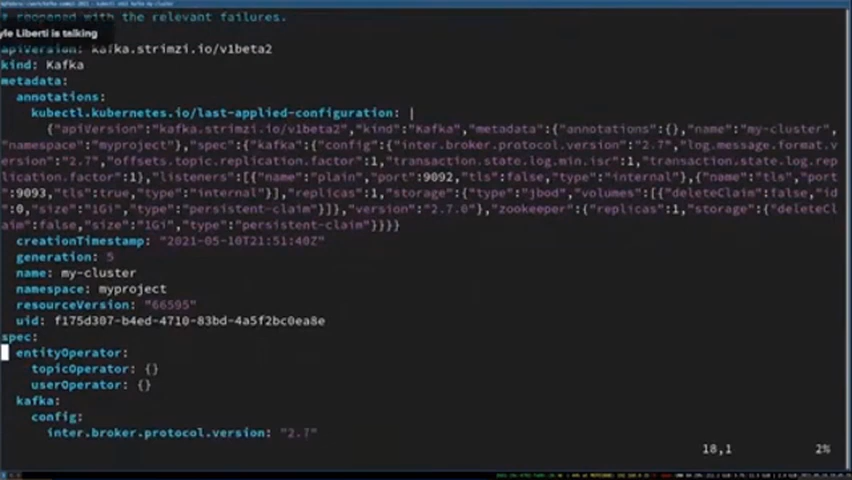 # reopened with the relevant failures.
yle Liberti is talking
apiVersion: kafka.strimzi.io/v1beta2
kind: Kafka
metadata:
annotations:
kubectl.kubernetes.io/last-applied-configuration: |
{"apiVersion":"kafka.strimzi.io/v1beta2","kind":"Kafka","metadata":{"annotations":{},"name":"my-cluster",
"namespace":"myproject"},"spec":{"kafka":{"config":{"inter.broker.protocol.version":"2.7","log.message.format.v
ersion":"2.7","offsets.topic.replication.factor":1,"transaction.state.log.min.isr":1,"transaction.state.log.rep
lication.factor":1},"listeners":[{"name":"plain","port":9092,"tls":false,"type":"internal"},{"name":"tls","port"
:9093,"tls":true,"type":"internal"}],"replicas":1,"storage":{"type":"jbod","volumes":[{"deleteClaim":false,"id"
:0,"size":"1Gi","type":"persistent-claim"}]},"version":"2.7.0"},"zookeeper":{"replicas":1,"storage":{"deleteCl
aim":false,"size":"1Gi","type":"persistent-claim"}}}}
creationTimestamp: "2021-05-10T21:51:40Z"
generation: 5
name: my-cluster
namespace: myproject
resourceVersion: "66595"
uid: f175d307-b4ed-4710-83bd-4a5f2bc0ea8e
spec:
entityOperator:
topicOperator: {}
userOperator: {}
kafka:
config:
inter.broker.protocol.version: "2.7"
18,1 2%